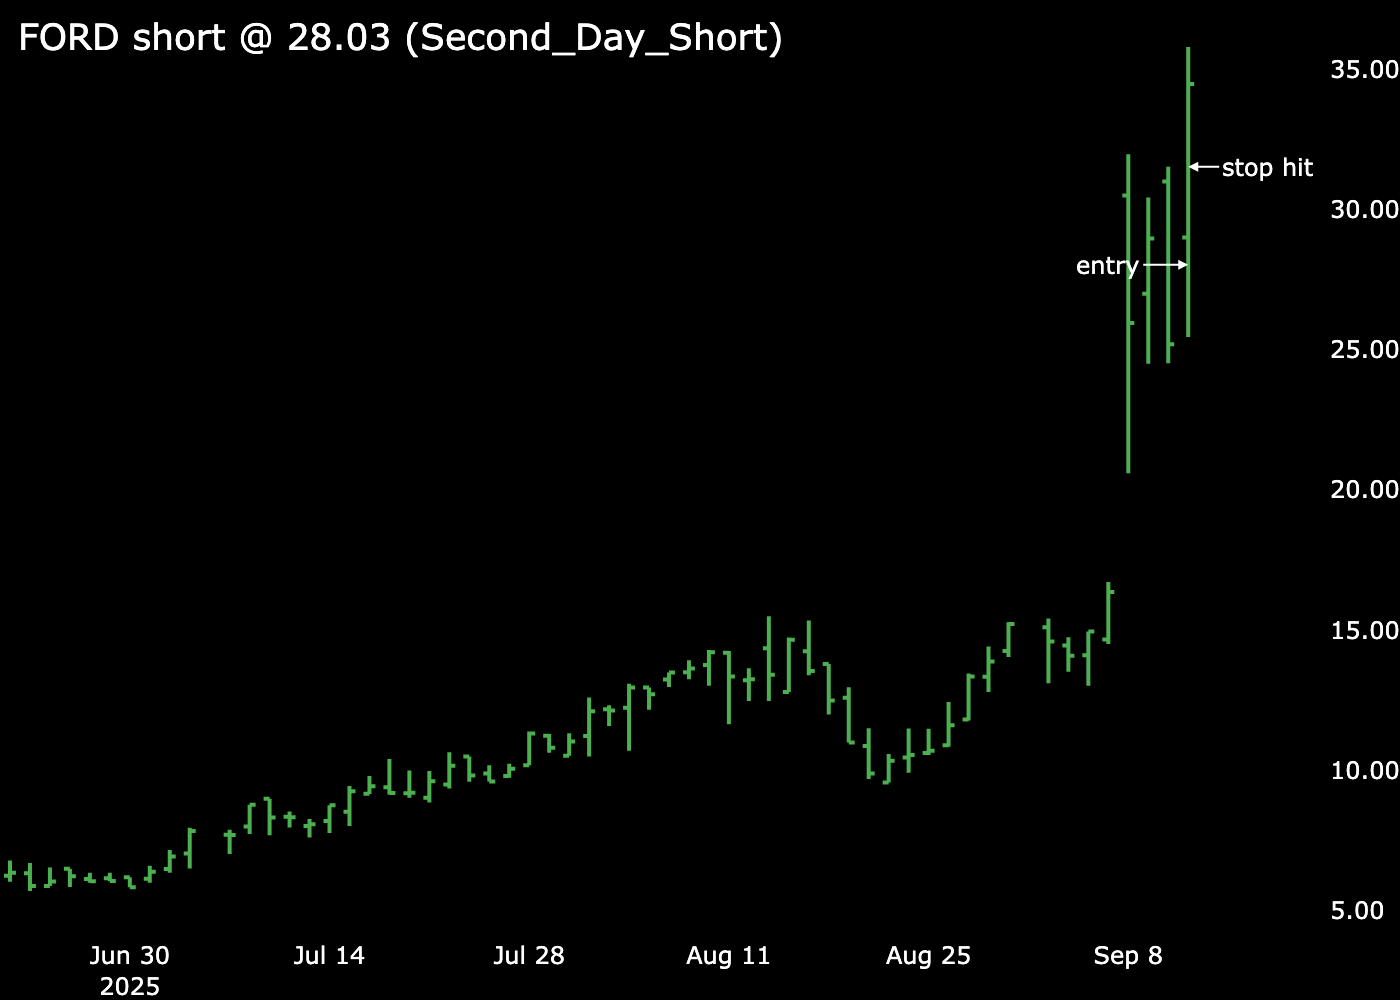 FORD short @ 28.03 (Second_Day_Short)
35.00
stop hit
30.00
entry
25.00
20.00
15.00
10.00
5.00
Jun 30
2025
Jul 14
Jul 28
Aug 11
Aug 25
Sep 8